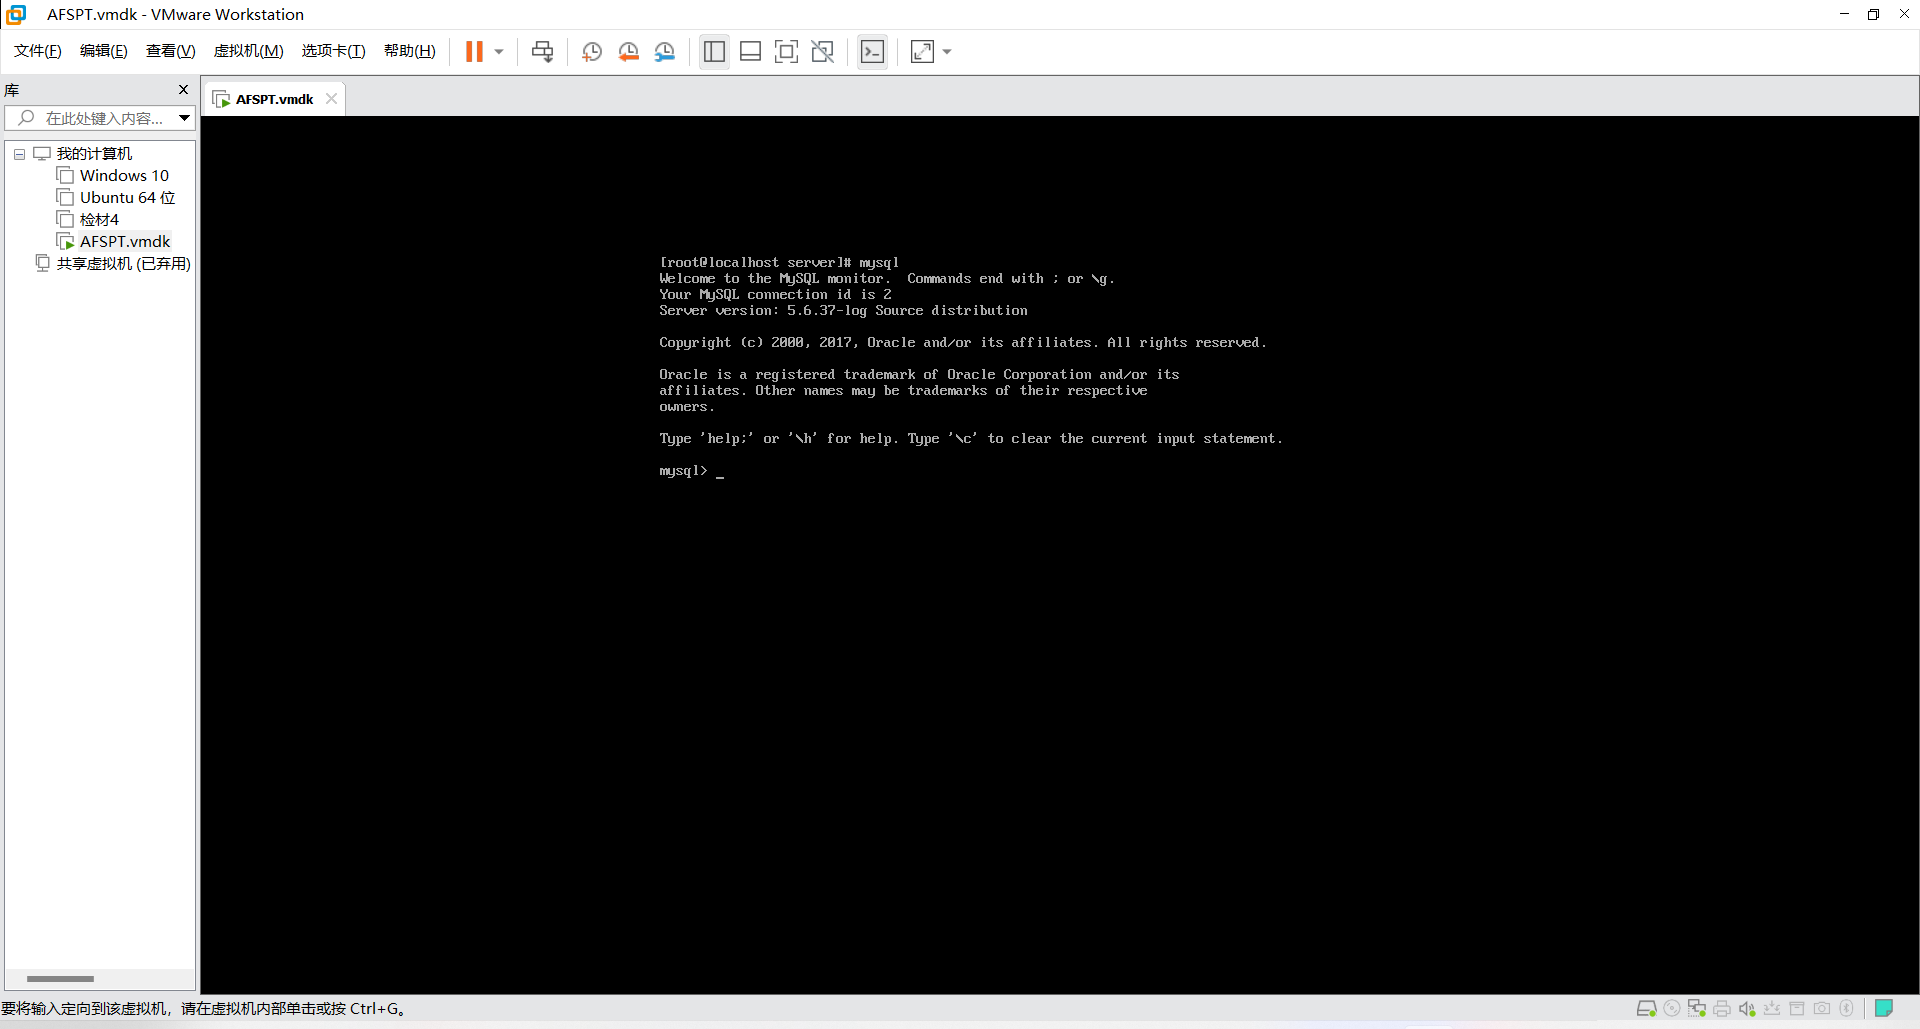 AFSPT.vmdk - VMware Workstation
文件(F) 编辑(E) 查看(V) 虚拟机(M) 选项卡(T) 帮助(H)
库
在此处键入内容...
我的计算机
Windows 10
Ubuntu 64 位
检材4
AFSPT.vmdk
共享虚拟机 (已弃用)
AFSPT.vmdk
[root@localhost server]# mysql
Welcome to the MySQL monitor.  Commands end with ; or \g.
Your MySQL connection id is 2
Server version: 5.6.37-log Source distribution
Copyright (c) 2000, 2017, Oracle and/or its affiliates. All rights reserved.
Oracle is a registered trademark of Oracle Corporation and/or its
affiliates. Other names may be trademarks of their respective
owners.
Type 'help;' or '\h' for help. Type '\c' to clear the current input statement.
mysql> _
要将输入定向到该虚拟机，请在虚拟机内部单击或按 Ctrl+G。